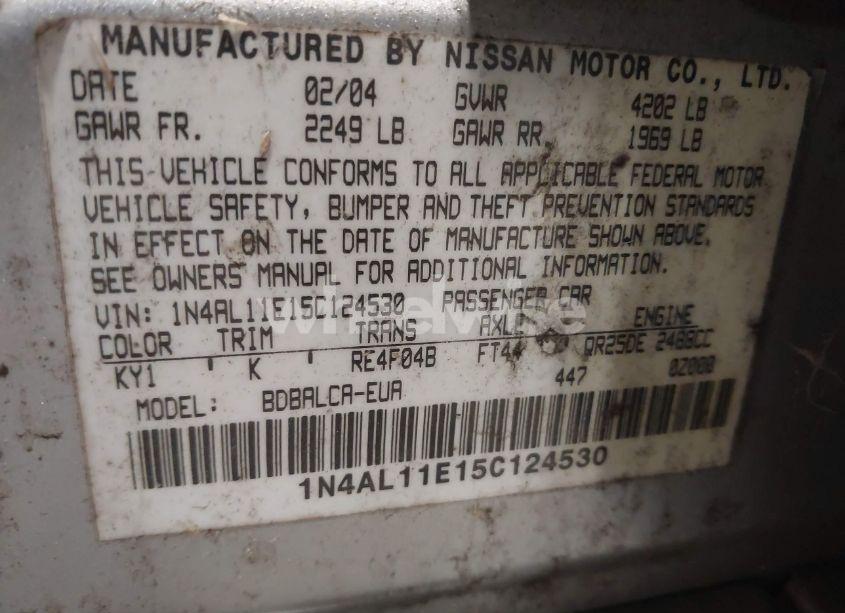 MANUFACTURED BY NISSAN MOTOR CO., LTD.
DATE 02/04 GVWR 4202 LB
GAWR FR. 2249 LB GAWR RR. 1969 LB
THIS VEHICLE CONFORMS TO ALL APPLICABLE FEDERAL MOTOR
VEHICLE SAFETY, BUMPER AND THEFT PREVENTION STANDARDS
IN EFFECT ON THE DATE OF MANUFACTURE SHOWN ABOVE.
SEE OWNERS MANUAL FOR ADDITIONAL INFORMATION.
VIN: 1N4AL11E15C124530 PASSENGER CAR
COLOR TRIM TRANS AXLE ENGINE
KY1 K RE4F04B FT44 QR25DE 2488CC
447 02000
MODEL: BDBALCA-EUA
1N4AL11E15C124530